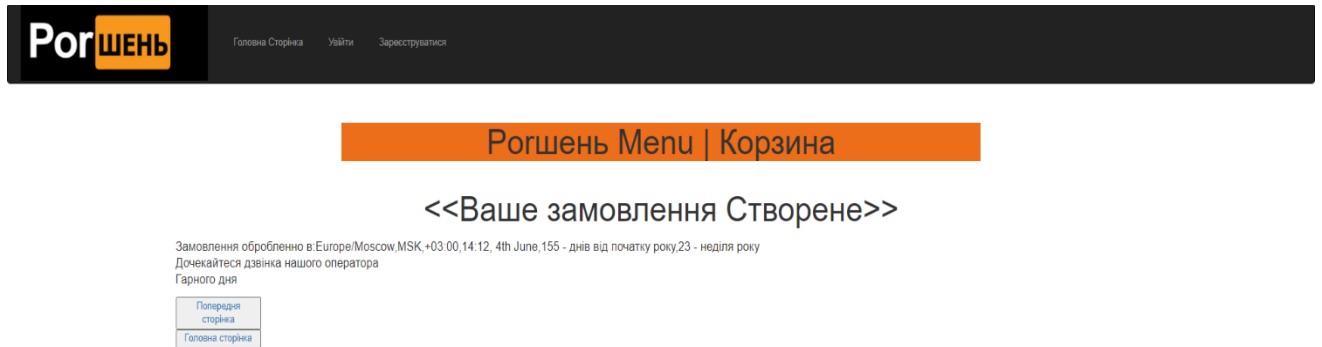 Porшень
Головна Сторінка Увійти Зареєструватися
Porшень Menu | Корзина
<<Ваше замовлення Створене>>
Замовлення обробленно в:Europe/Moscow,MSK,+03:00,14:12, 4th June,155 - днів від початку року,23 - неділя року
Дочекайтеся дзвінка нашого оператора
Гарного дня
Попередня
сторінка
Головна сторінка